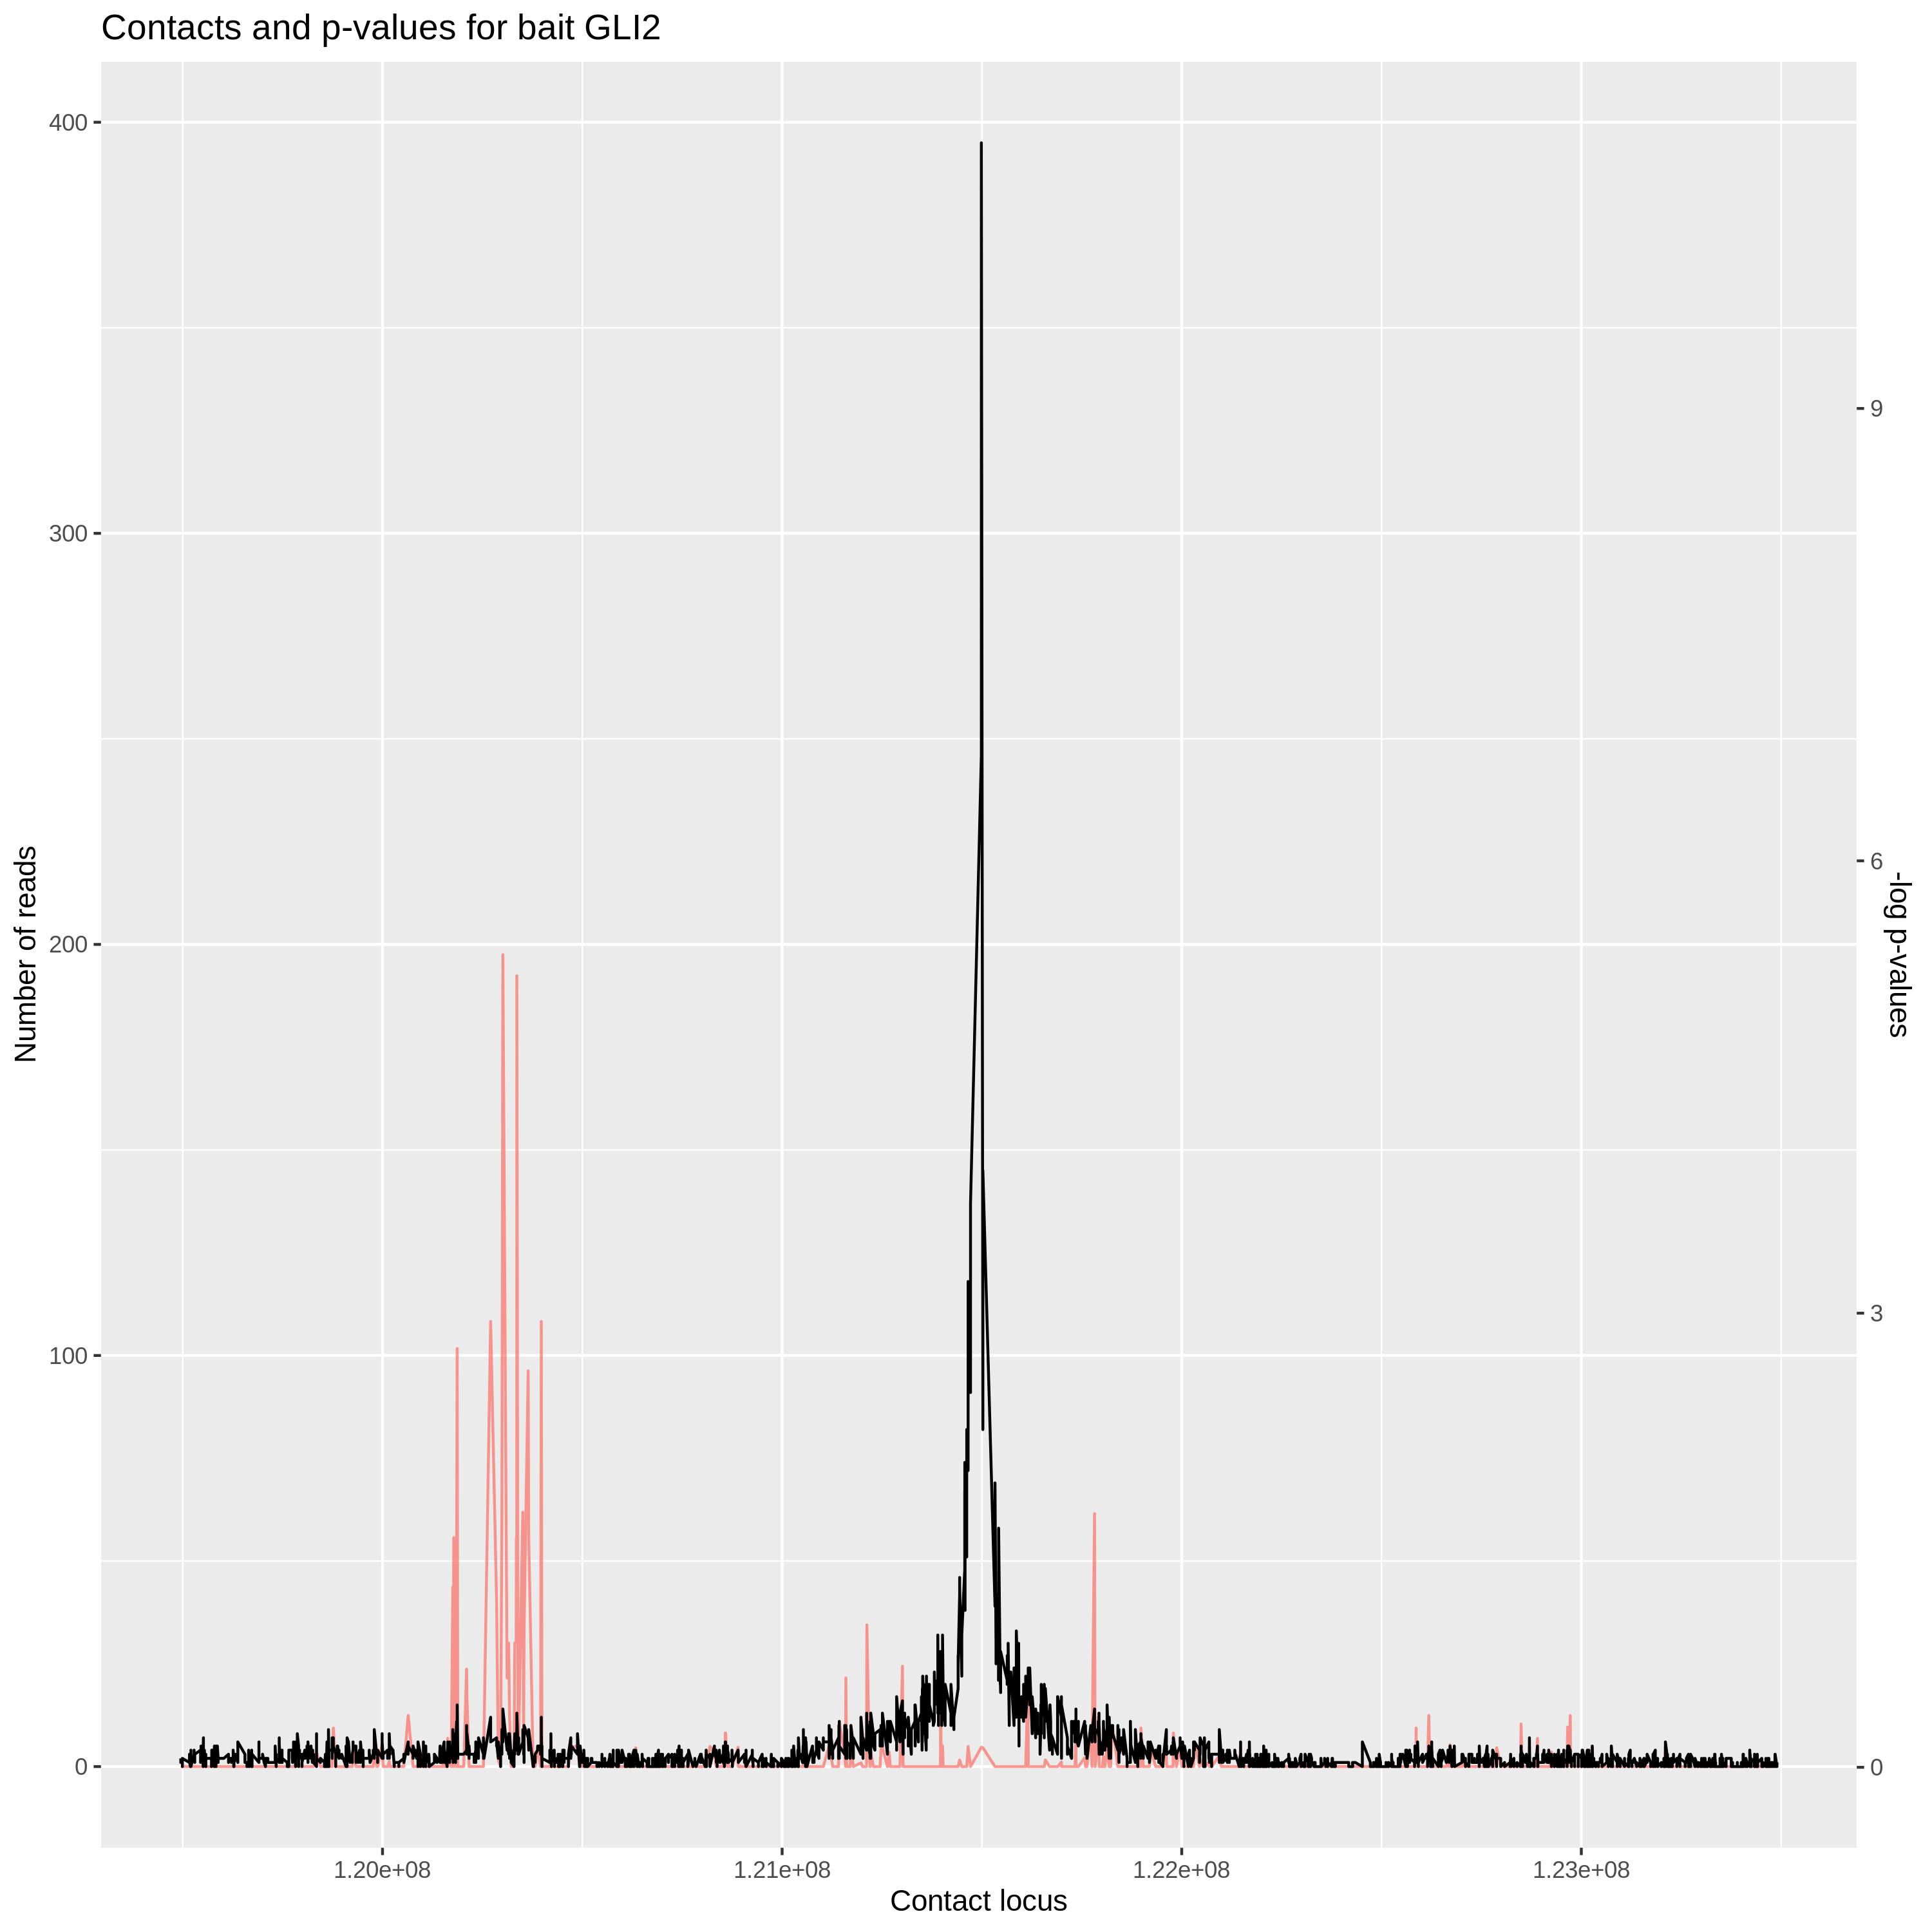 Contacts and p-values for bait GLI2
400
300
200
100
0
Number of reads
9
6
3
0
-log p-values
1.20e+08
1.21e+08
1.22e+08
1.23e+08
Contact locus